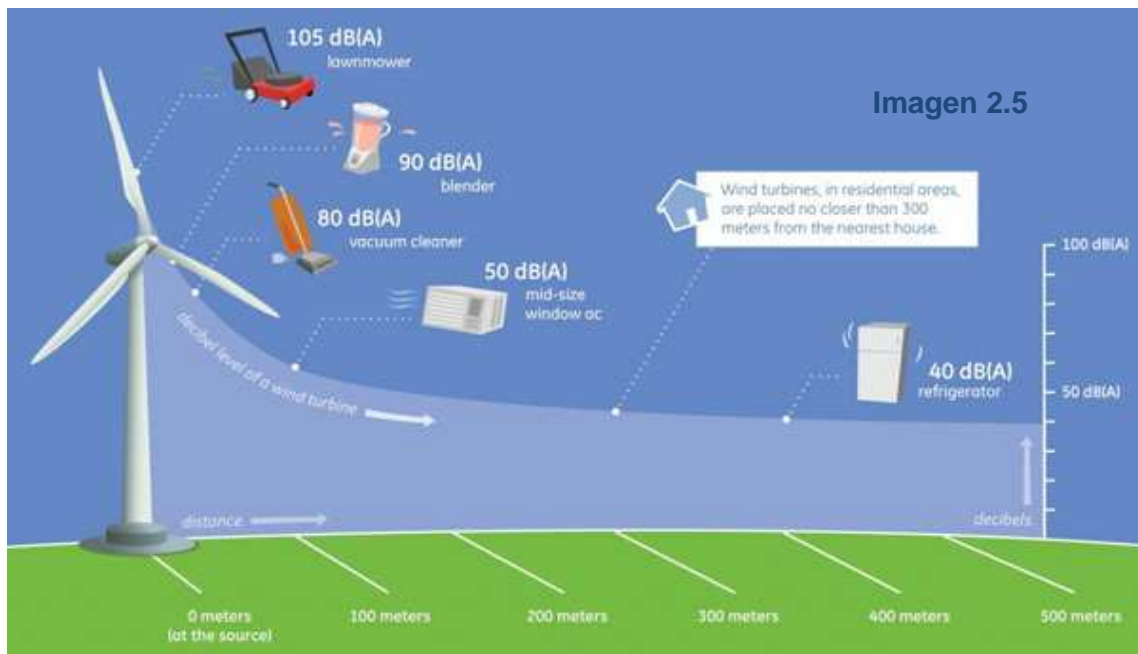 105 dB(A)
lawnmower
Imagen 2.5
90 dB(A)
blender
80 dB(A)
vacuum cleaner
50 dB(A)
mid-size
window ac
Wind turbines, in residential areas,
are placed no closer than 300
meters from the nearest house.
100 dB(A)
decibel level of a wind turbine
40 dB(A)
refrigerator
50 dB(A)
distance
decibels
0 meters
(at the source)
100 meters
200 meters
300 meters
400 meters
500 meters